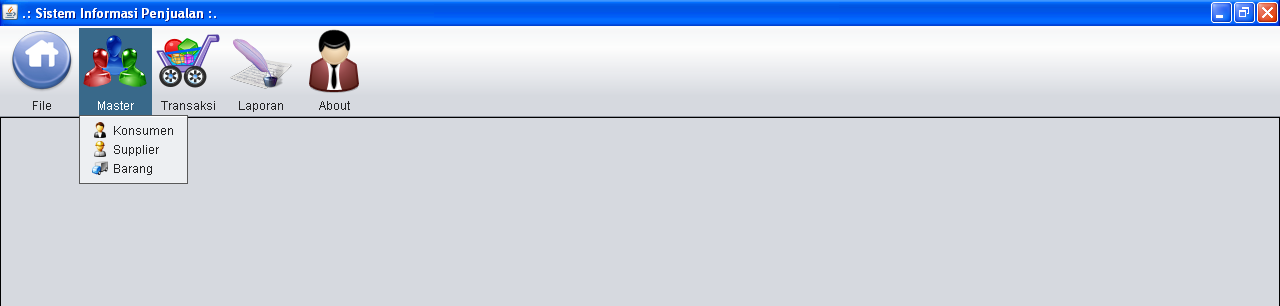 .: Sistem Informasi Penjualan :.
File Master Transaksi Laporan About
Konsumen
Supplier
Barang